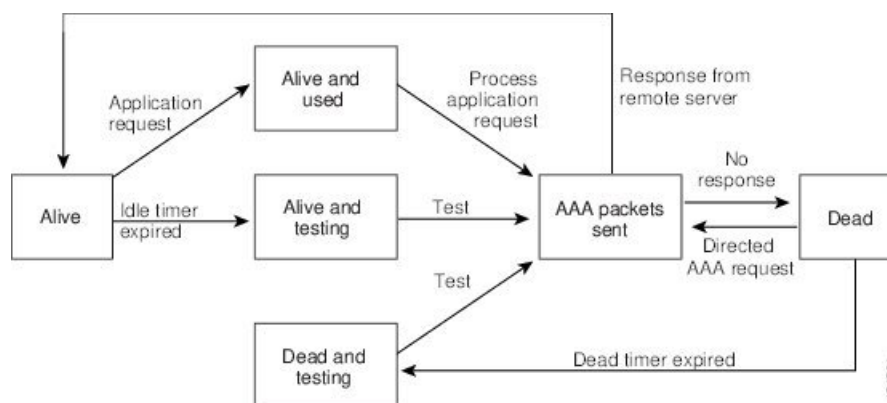 Alive and
used
Process
application
request
Response from
remote server
Application
request
No
response
Alive
Idle timer
expired
Alive and
testing
Test
AAA packets
sent
Dead
Directed
AAA request
Test
Dead and
testing
Dead timer expired